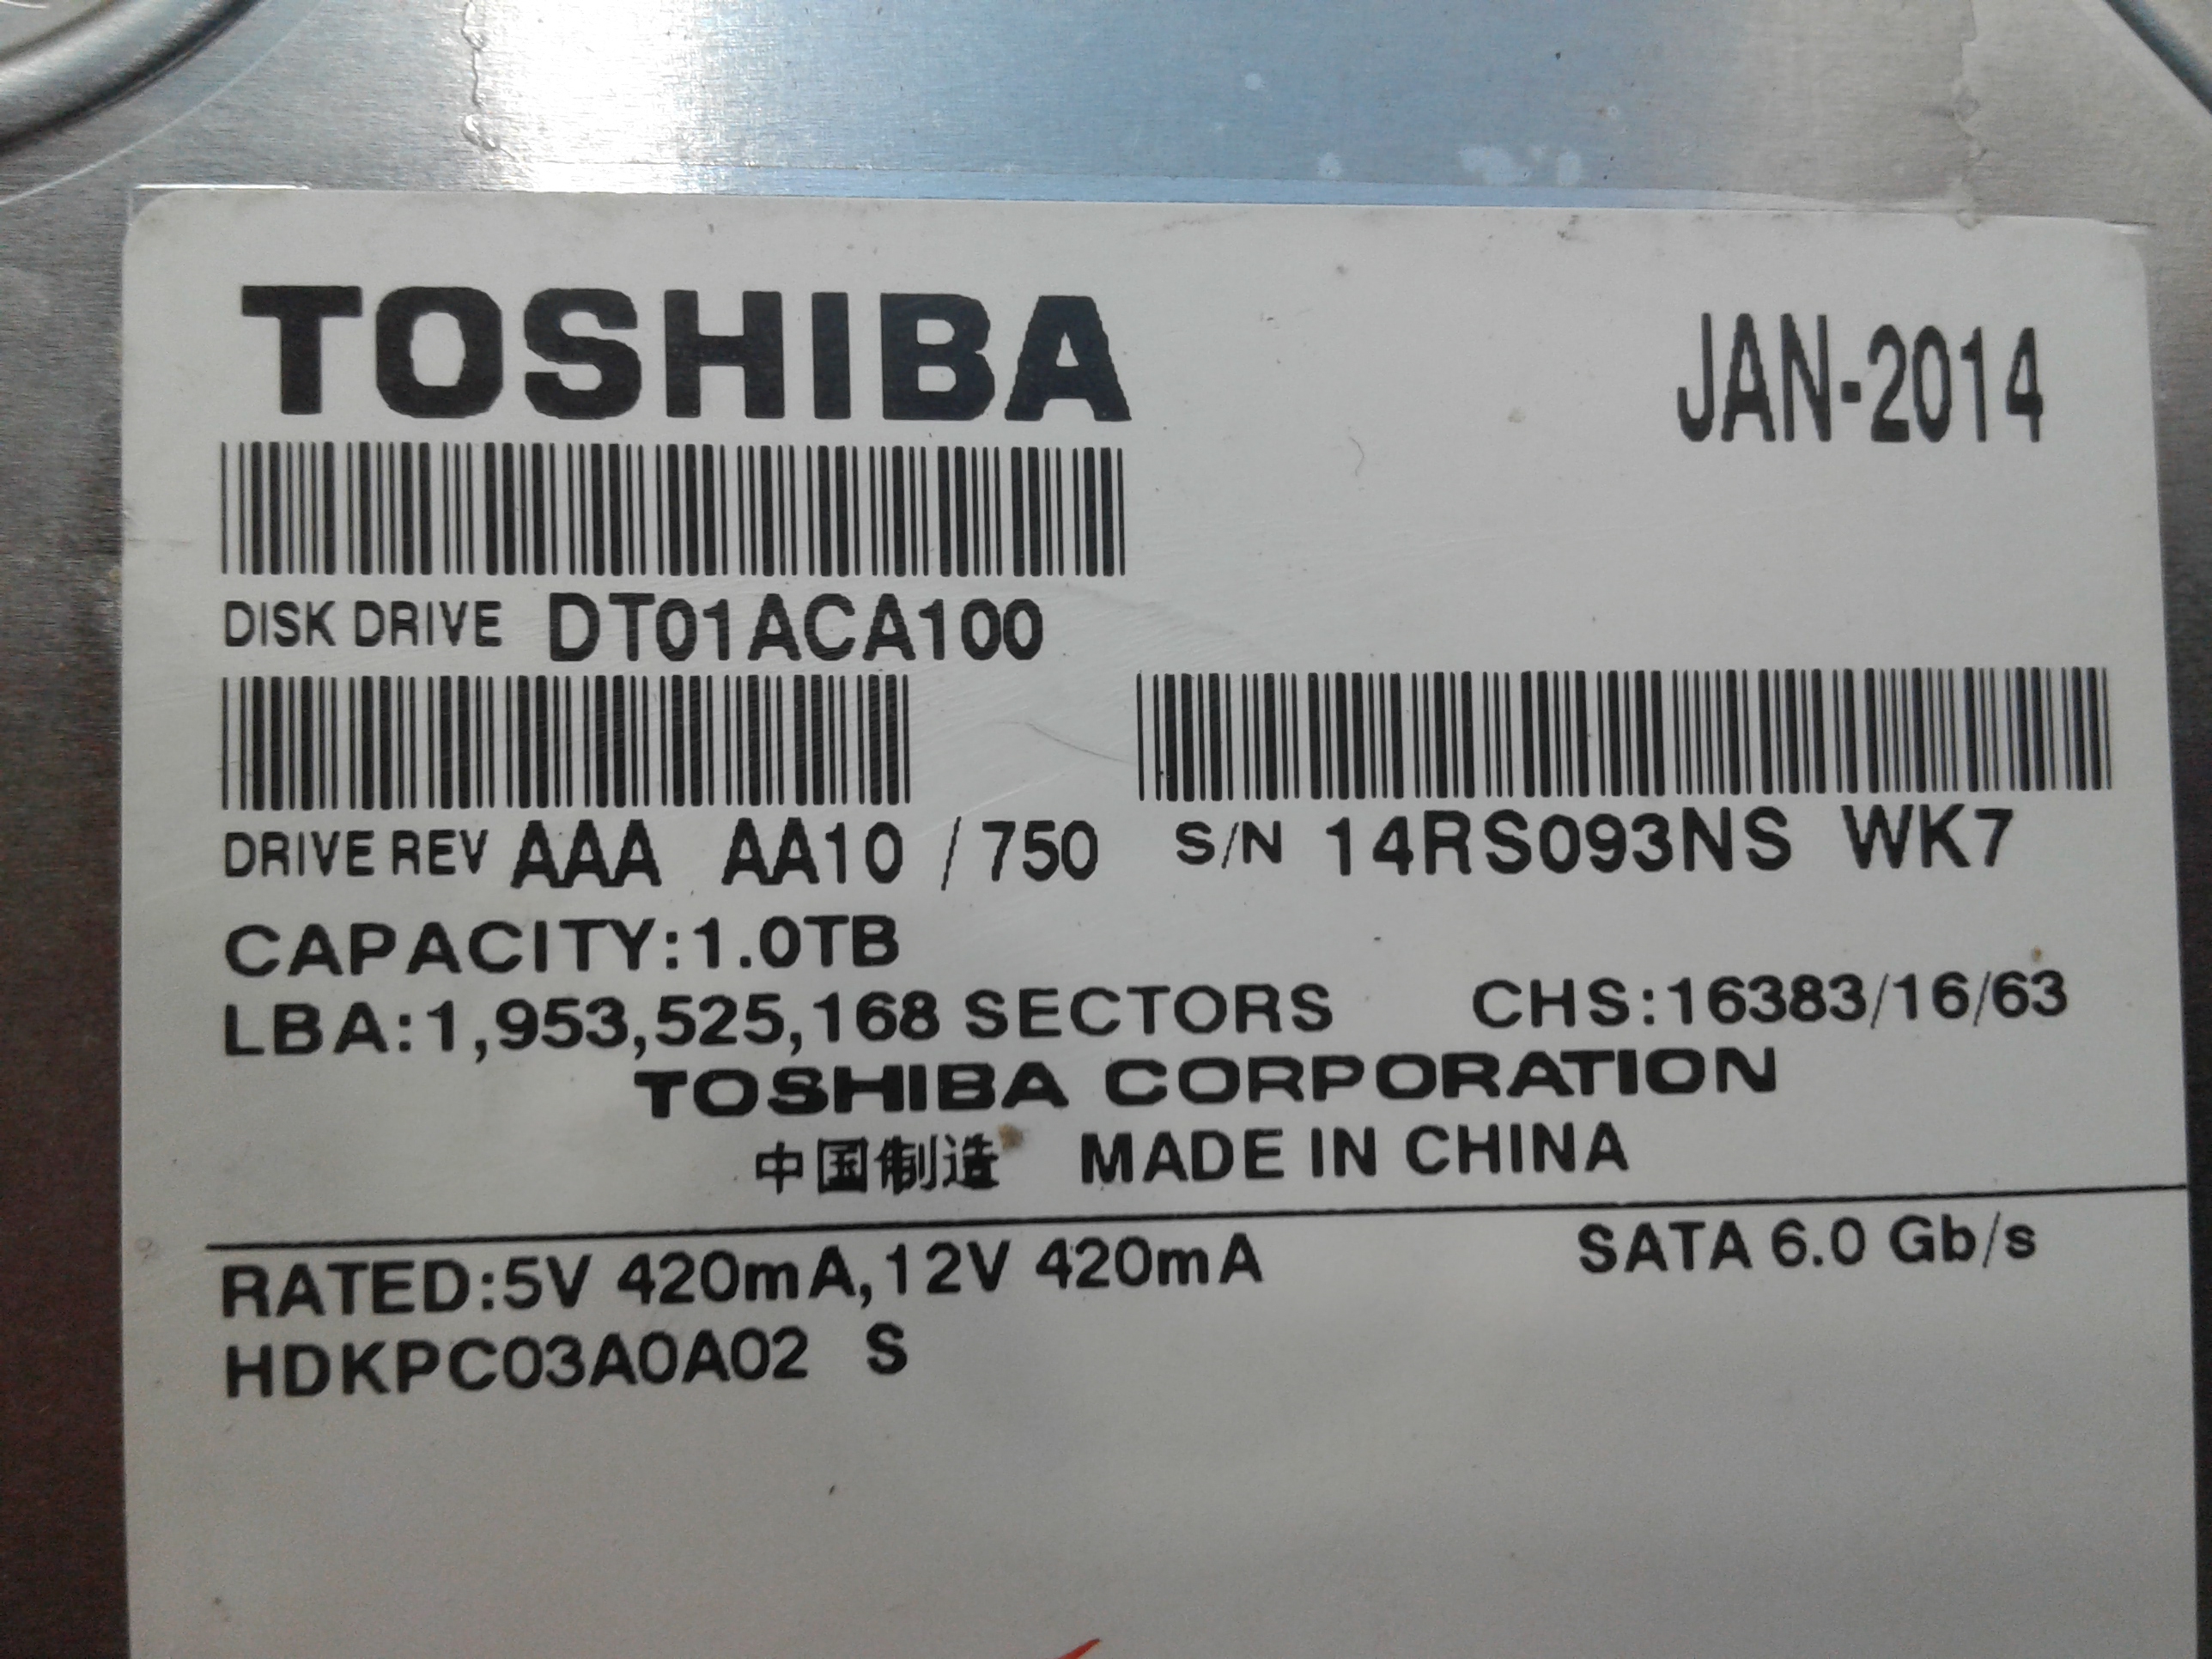 TOSHIBA
JAN-2014
DISK DRIVE DT01ACA100
DRIVE REV AAA AA10 / 750 S/N 14RS093NS WK7
CAPACITY:1.0TB
LBA:1,953,525,168 SECTORS CHS:16383/16/63
TOSHIBA CORPORATION
中国制造 MADE IN CHINA
RATED:5V 420mA,12V 420mA SATA 6.0 Gb/s
HDKPC03A0A02 S